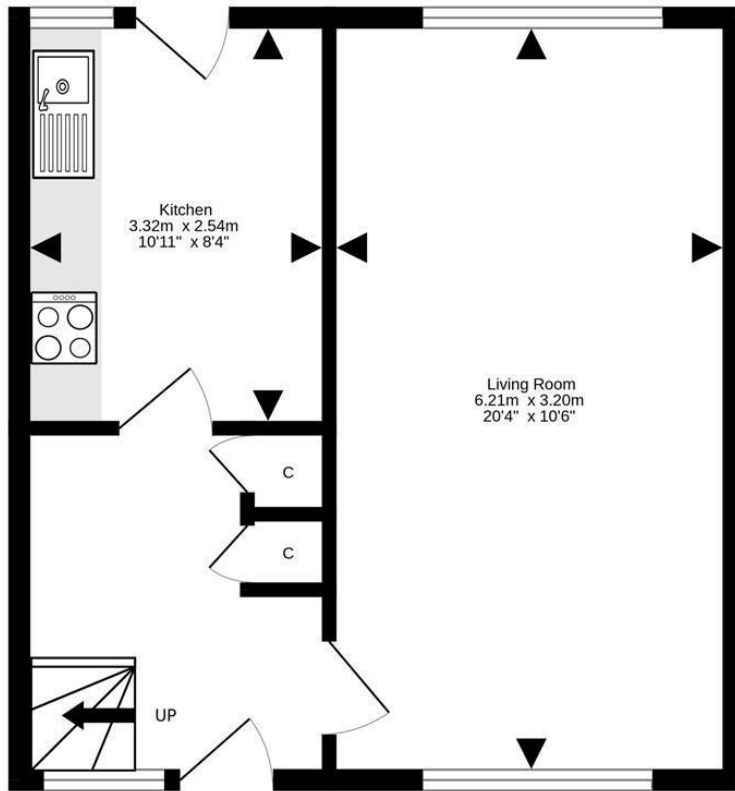 Kitchen
3.32m x 2.54m
10'11" x 8'4"
Living Room
6.21m x 3.20m
20'4" x 10'6"
C
C
UP